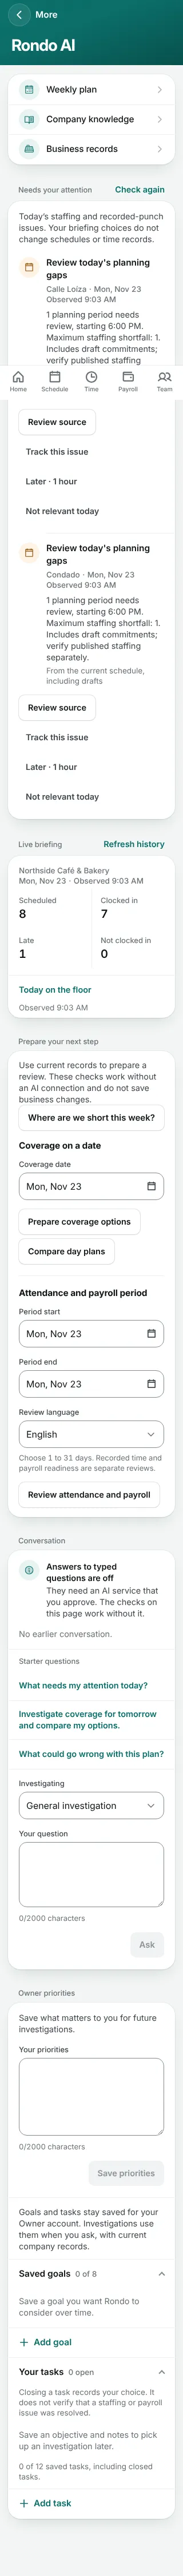 More
Rondo AI
Weekly plan
Company knowledge
Business records
Needs your attention
Check again
Today's staffing and recorded-punch
issues. Your briefing choices do not
change schedules or time records.
Review today's planning
gaps
Calle Loíza · Mon, Nov 23
Observed 9:03 AM
1 planning period needs
review, starting 6:00 PM.
Maximum staffing shortfall: 1.
Includes draft commitments;
verify published staffing
Home
Schedule
Time
Payroll
Team
Review source
Track this issue
Later · 1 hour
Not relevant today
Review today's planning
gaps
Condado · Mon, Nov 23
Observed 9:03 AM
1 planning period needs
review, starting 6:00 PM.
Maximum staffing shortfall: 1.
Includes draft commitments;
verify published staffing
separately.
From the current schedule,
including drafts
Review source
Track this issue
Later · 1 hour
Not relevant today
Live briefing
Refresh history
Northside Café & Bakery
Mon, Nov 23 · Observed 9:03 AM
Scheduled
8
Clocked in
7
Late
1
Not clocked in
0
Today on the floor
Observed 9:03 AM
Prepare your next step
Use current records to prepare a
review. These checks work without
an AI connection and do not save
business changes.
Where are we short this week?
Coverage on a date
Coverage date
Mon, Nov 23
Prepare coverage options
Compare day plans
Attendance and payroll period
Period start
Mon, Nov 23
Period end
Mon, Nov 23
Review language
English
Choose 1 to 31 days. Recorded time and
payroll readiness are separate reviews.
Review attendance and payroll
Conversation
Answers to typed
questions are off
They need an AI service that
you approve. The checks on
this page work without it.
No earlier conversation.
Starter questions
What needs my attention today?
Investigate coverage for tomorrow
and compare my options.
What could go wrong with this plan?
Investigating
General investigation
Your question
0/2000 characters
Ask
Owner priorities
Save what matters to you for future
investigations.
Your priorities
0/2000 characters
Save priorities
Goals and tasks stay saved for your
Owner account. Investigations use
them when you ask, with current
company records.
Saved goals 0 of 8
Save a goal you want Rondo to
consider over time.
Add goal
Your tasks 0 open
Closing a task records your choice. It
does not verify that a staffing or payroll
issue was resolved.
Save an objective and notes to pick
up an investigation later.
0 of 12 saved tasks, including closed
tasks.
Add task